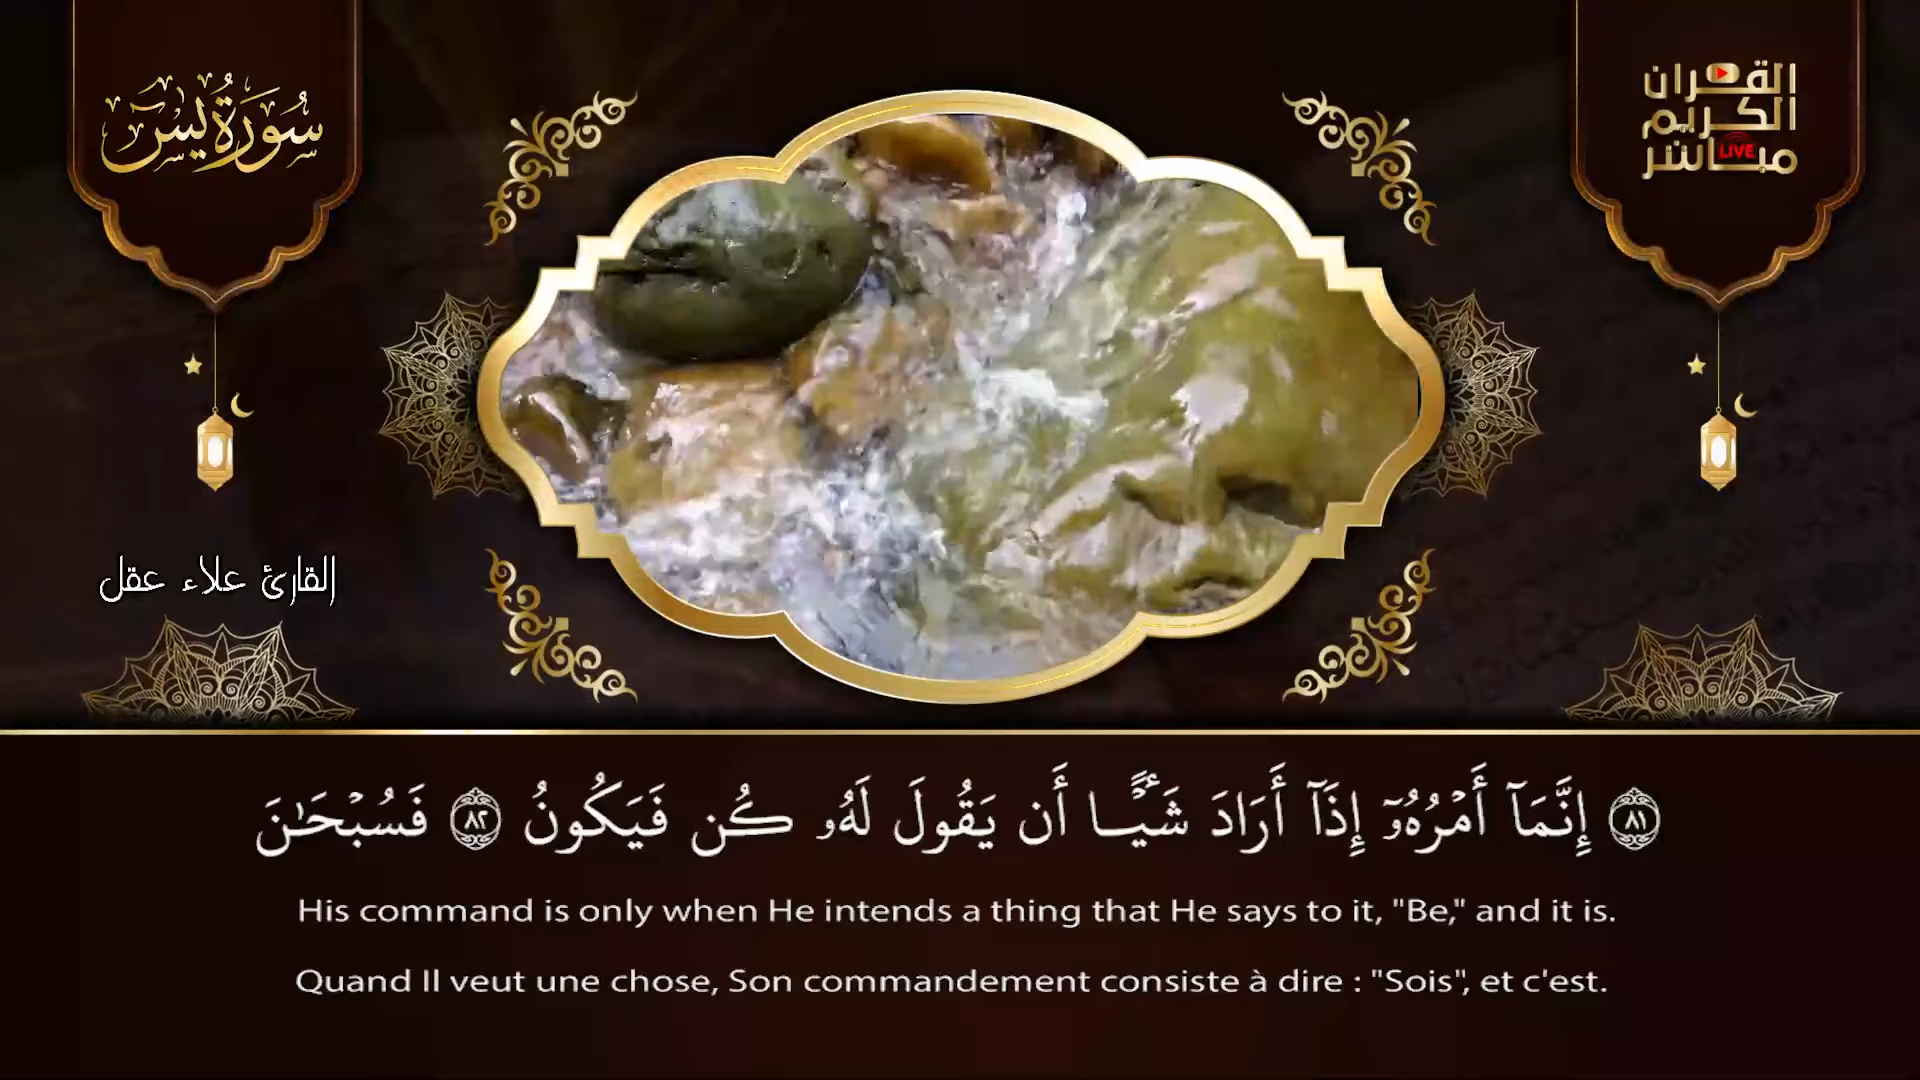 سُورَةُ يس
القرآن
الكريم
مباشر
LIVE
القارئ علاء عقل
٨١ إِنَّمَآ أَمْرُهُۥٓ إِذَآ أَرَادَ شَيْـًٔا أَن يَقُولَ لَهُۥ كُن فَيَكُونُ ٨٢ فَسُبْحَـٰنَ
His command is only when He intends a thing that He says to it, "Be," and it is.
Quand Il veut une chose, Son commandement consiste à dire : "Sois", et c'est.